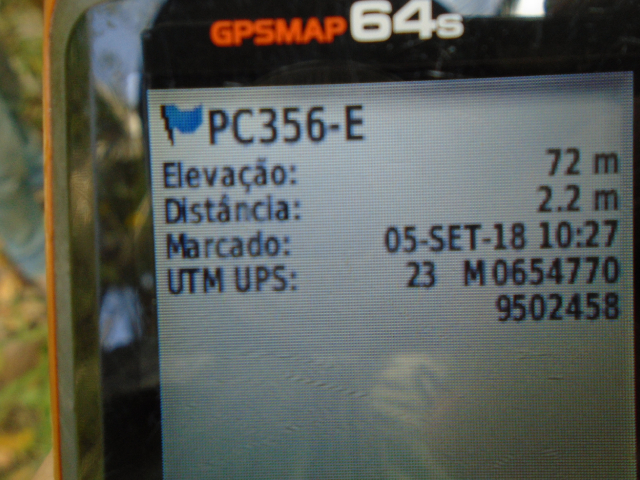 GPSMAP 64s
PC356-E
Elevação: 72 m
Distância: 2.2 m
Marcado: 05-SET-18 10:27
UTM UPS: 23 M 0654770
9502458